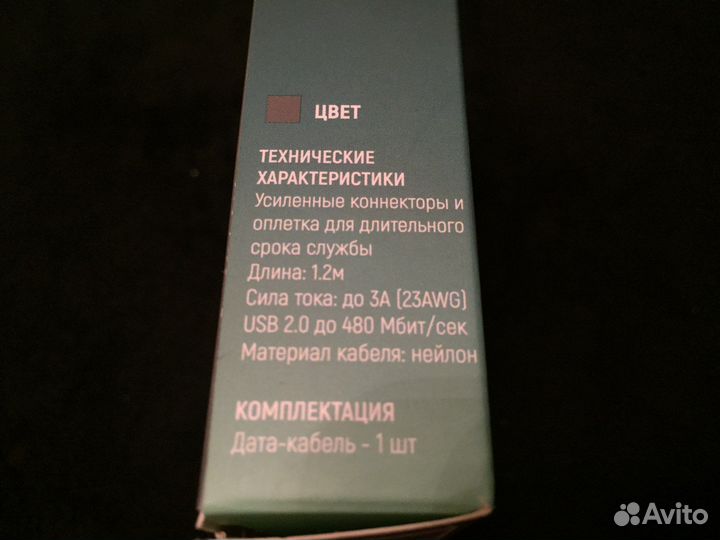 ЦВЕТ
ТЕХНИЧЕСКИЕ
ХАРАКТЕРИСТИКИ
Усиленные коннекторы и
оплетка для длительного
срока службы
Длина: 1.2м
Сила тока: до 3А (23AWG)
USB 2.0 до 480 Мбит/сек
Материал кабеля: нейлон
КОМПЛЕКТАЦИЯ
Дата-кабель - 1 шт
Avito